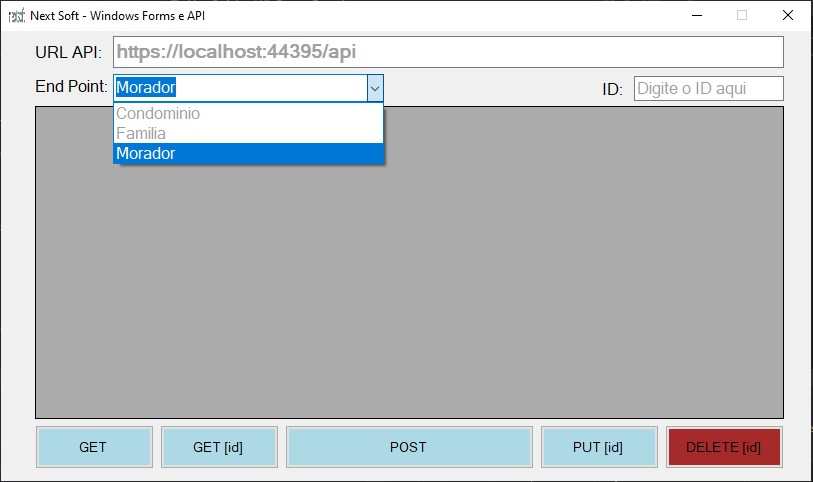 Next Soft - Windows Forms e API
URL API: https://localhost:44395/api
End Point: Morador ID: Digite o ID aqui
Condominio
Familia
Morador
GET GET [id] POST PUT [id] DELETE [id]